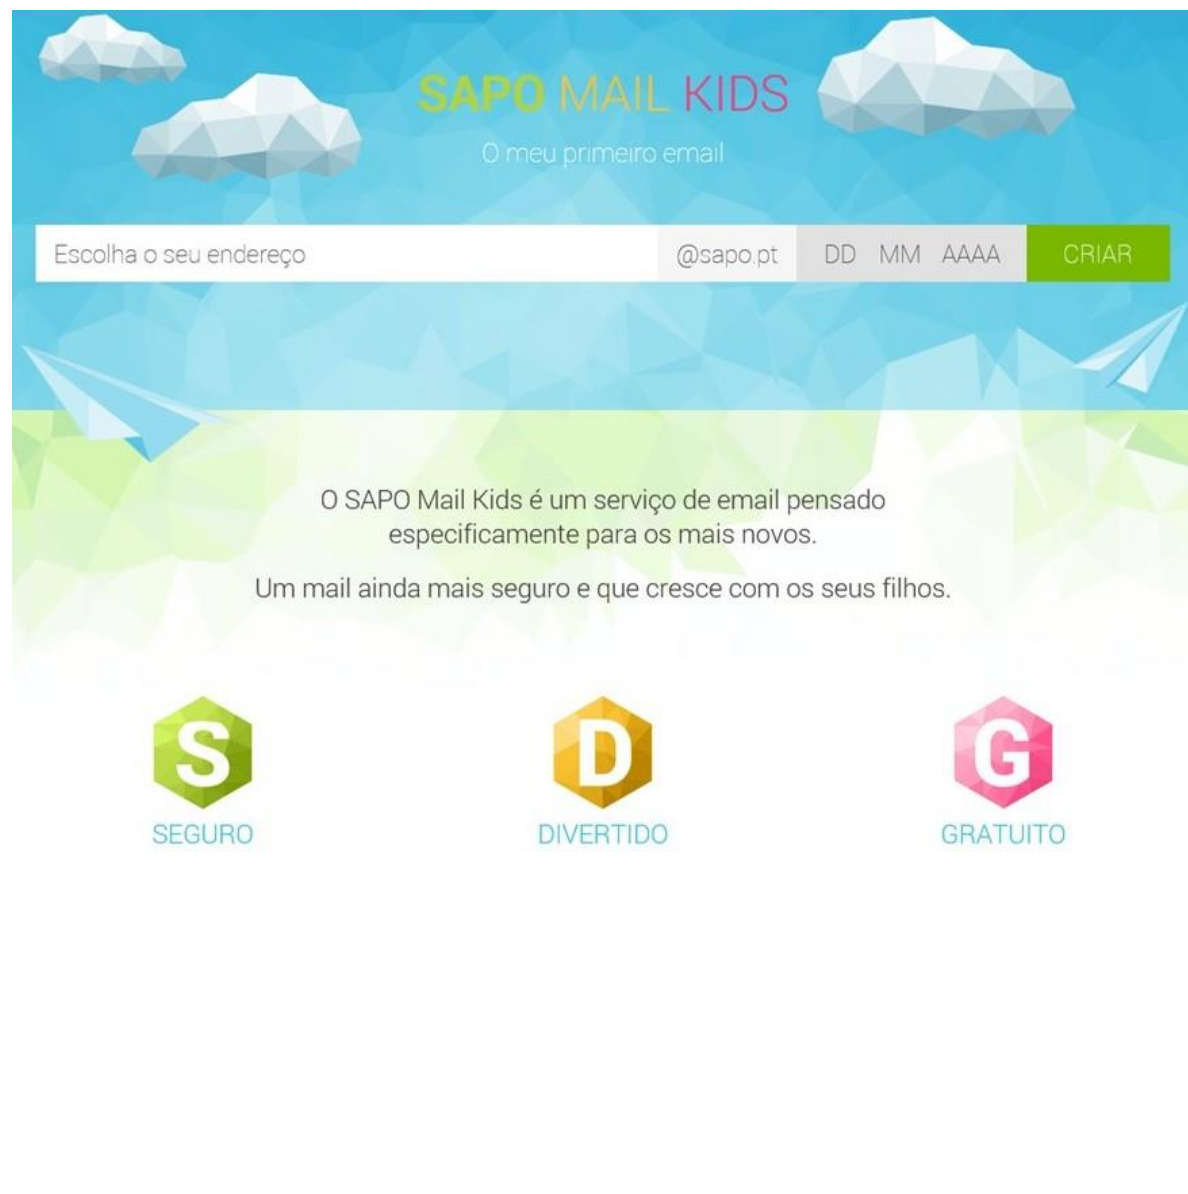 SAPO MAIL KIDS
O meu primeiro email
Escolha o seu endereço @sapo.pt DD MM AAAA CRIAR
O SAPO Mail Kids é um serviço de email pensado
especificamente para os mais novos.
Um mail ainda mais seguro e que cresce com os seus filhos.
S D G
SEGURO DIVERTIDO GRATUITO